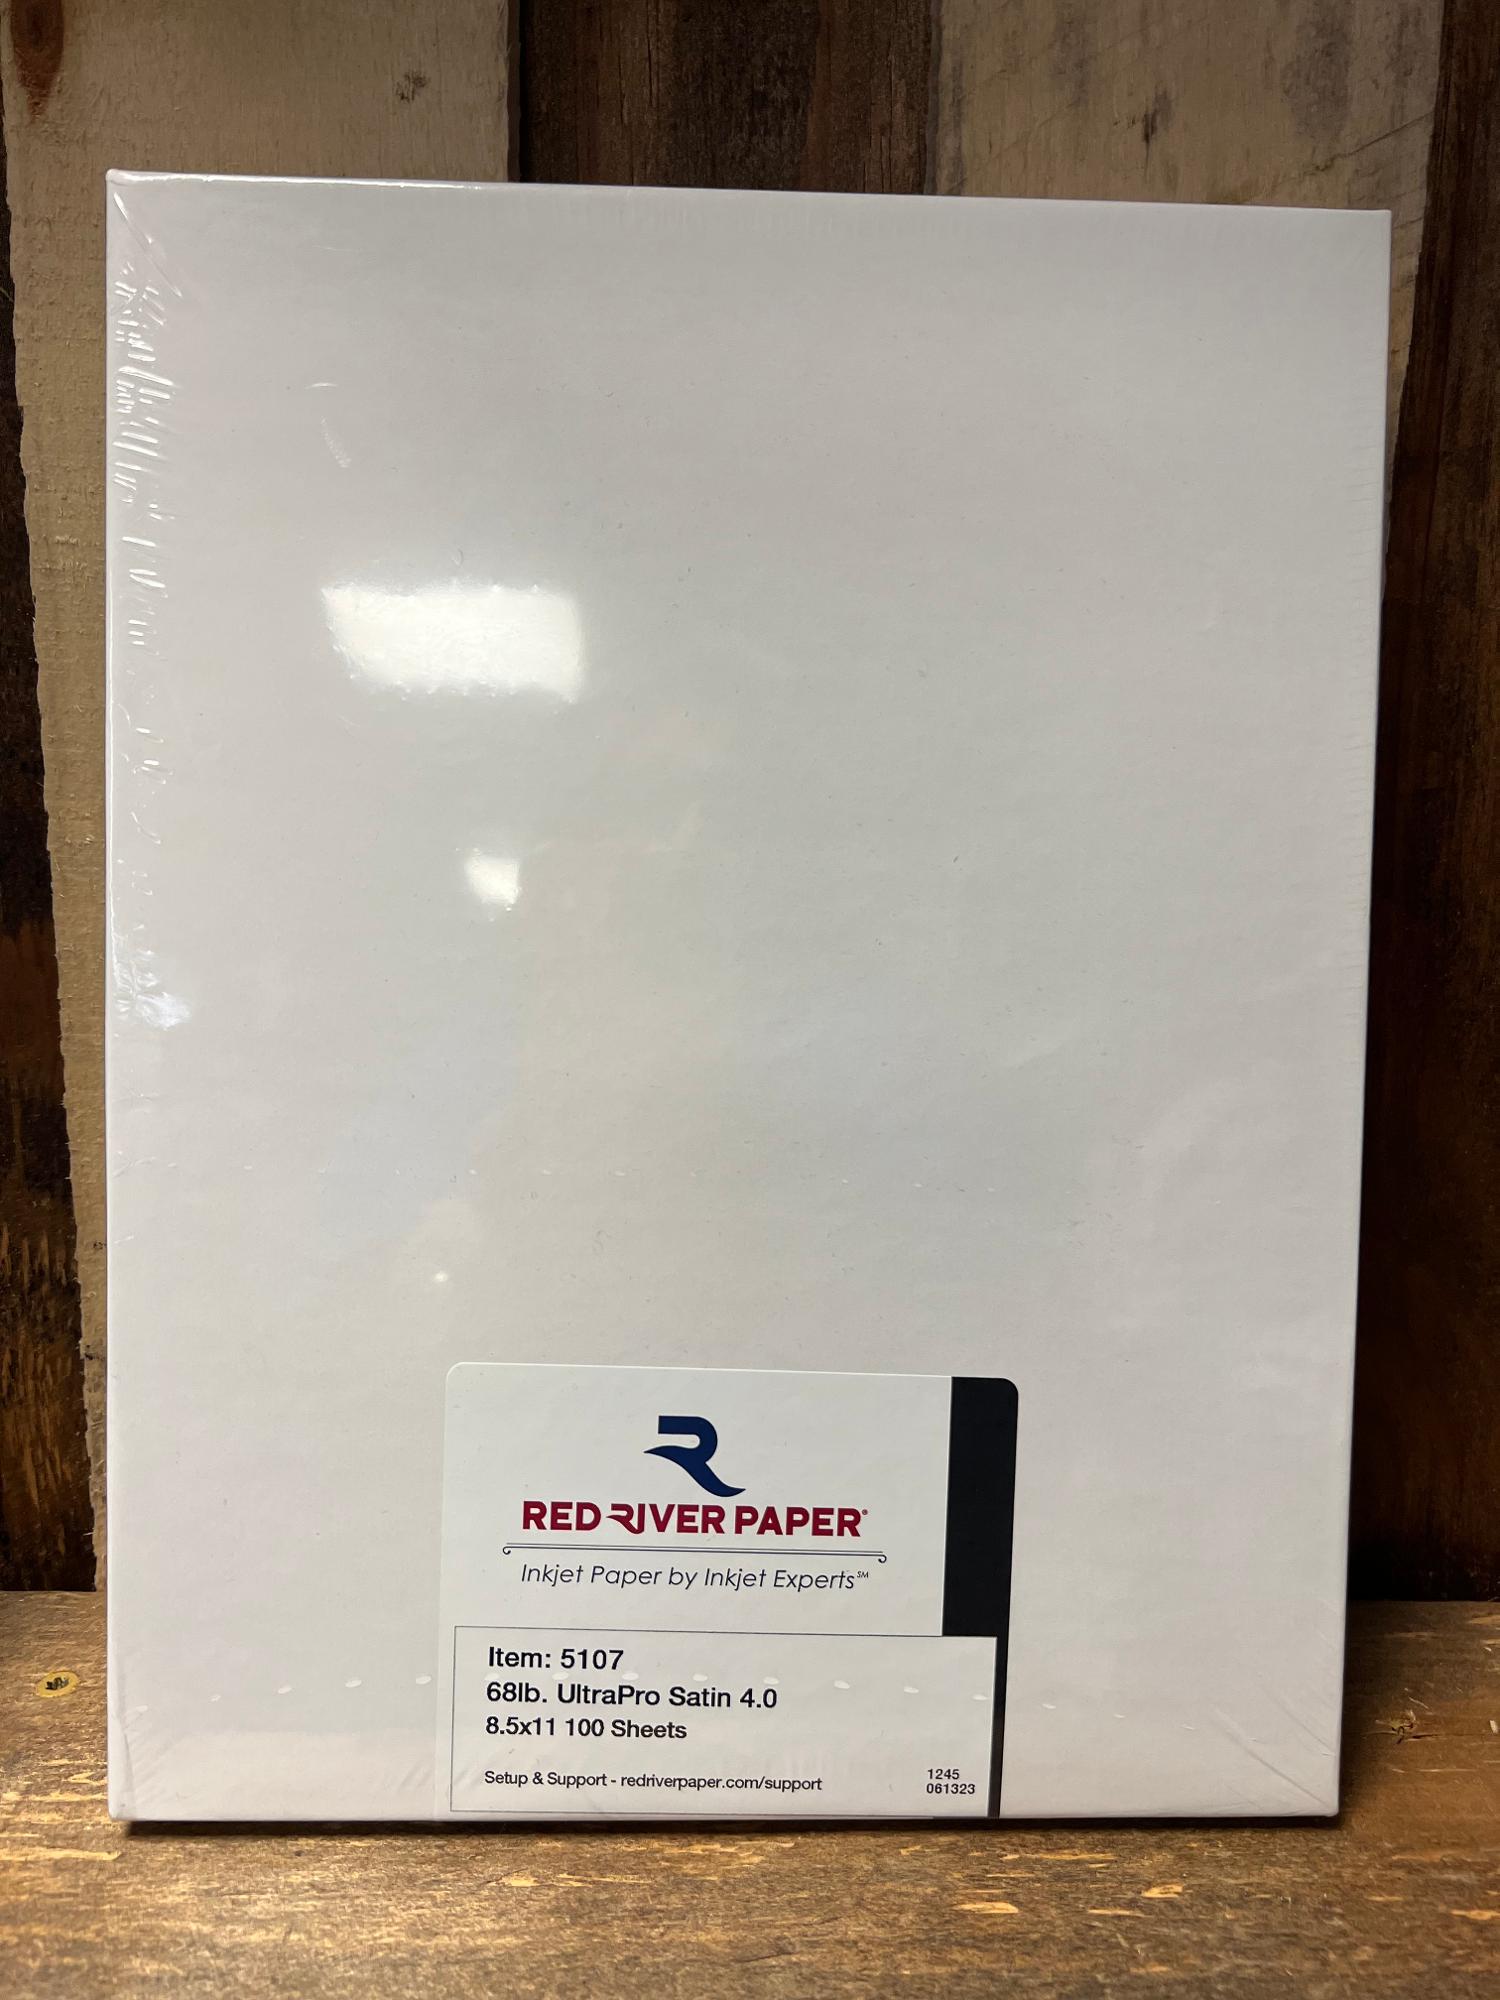 RED RIVER PAPER®
Inkjet Paper by Inkjet Experts℠
Item: 5107
68lb. UltraPro Satin 4.0
8.5x11 100 Sheets
Setup & Support - redriverpaper.com/support
1245
061323